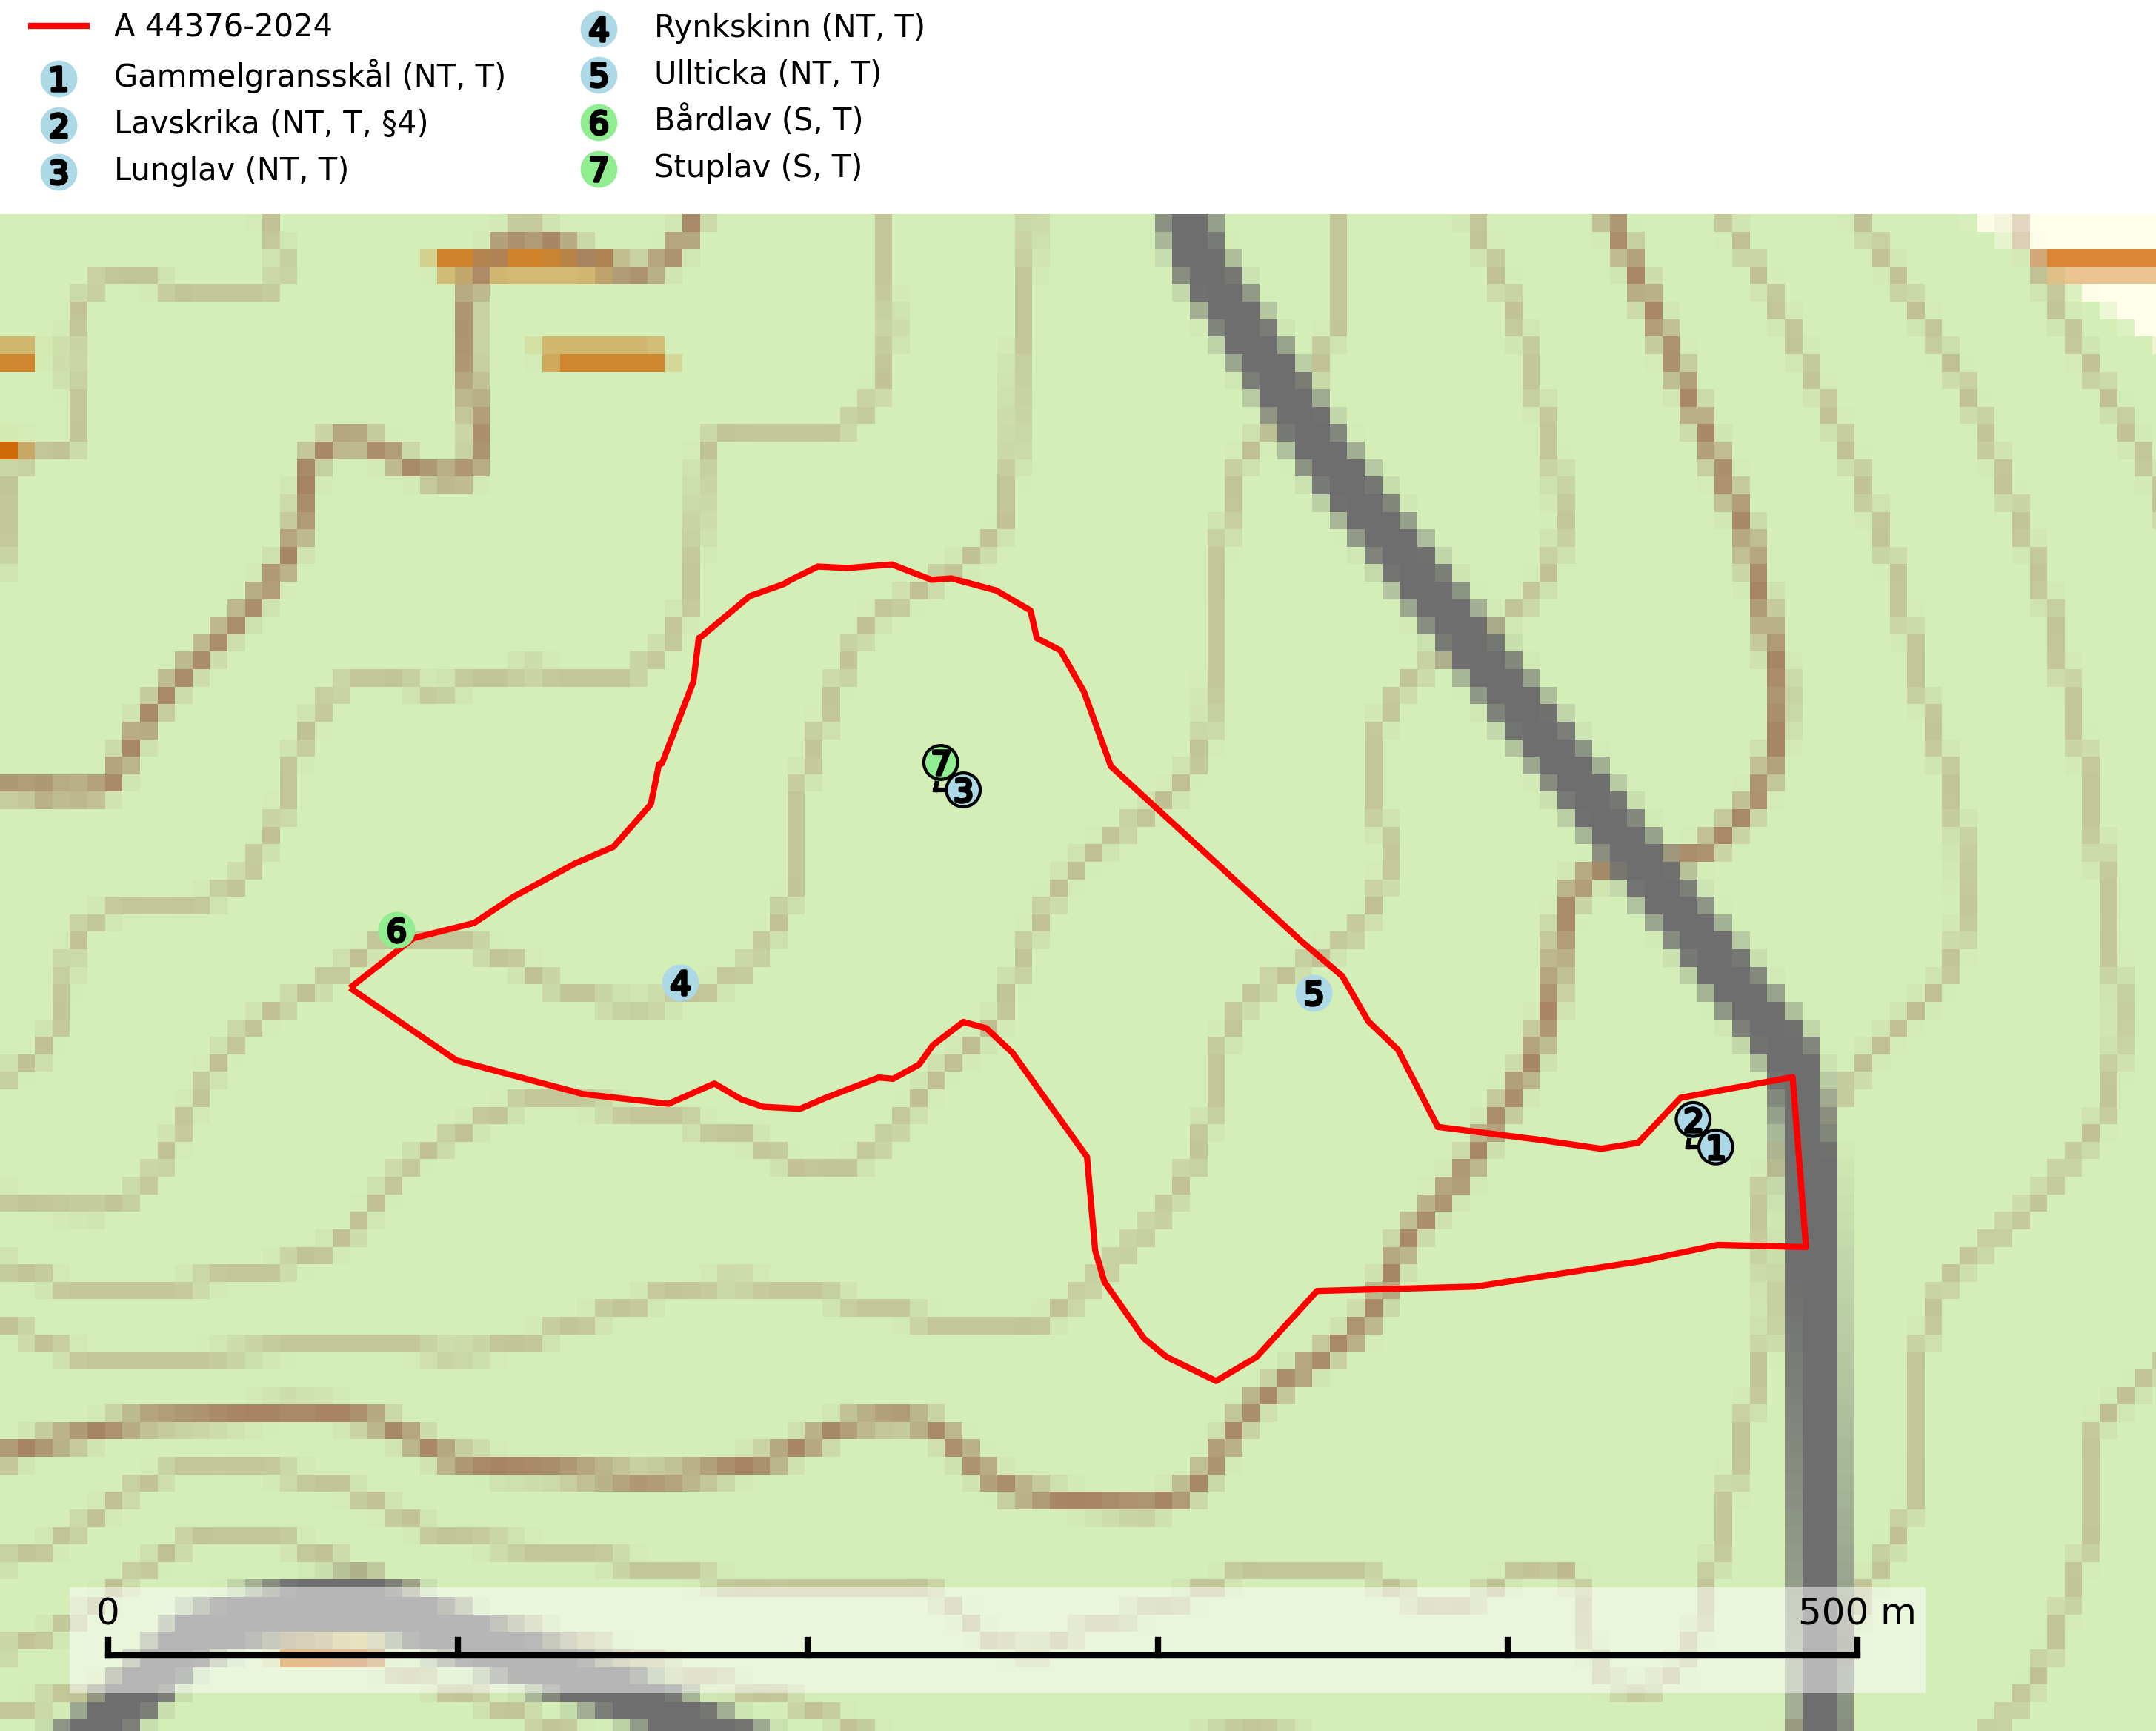 A 44376-2024
1 Gammelgransskål (NT, T)
2 Lavskrika (NT, T, §4)
3 Lunglav (NT, T)
4 Rynkskinn (NT, T)
5 Ullticka (NT, T)
6 Bårdlav (S, T)
7 Stuplav (S, T)
7
3
6
4
5
2
1
0 500 m